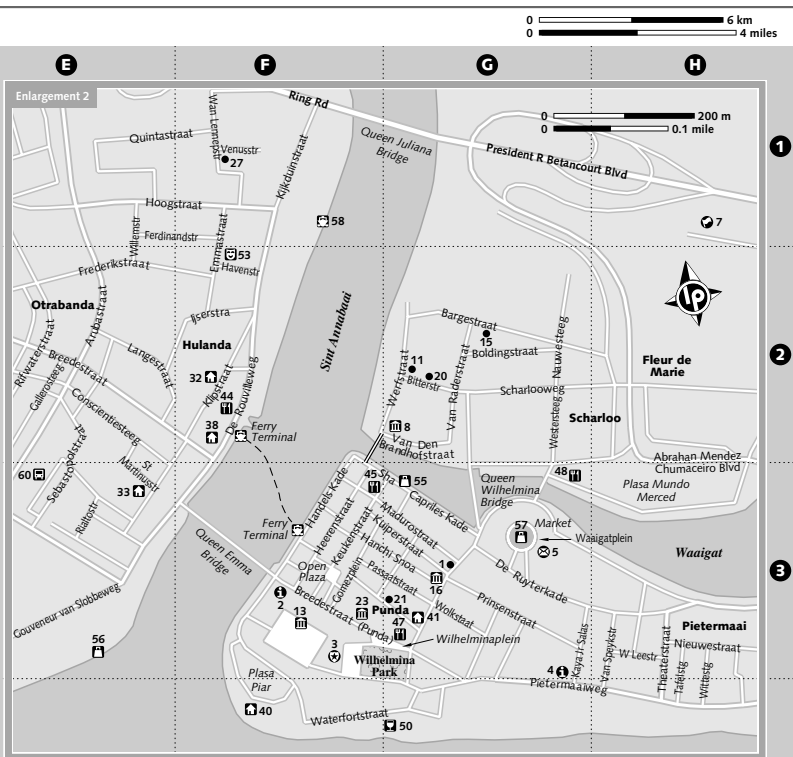 0 6 km
0 4 miles
E F G H
Enlargement 2
0 200 m
0 0.1 mile
1
2
3
Ring Rd
Queen Juliana
Bridge
President R Betancourt Blvd
Quintastraat
Wan Lennepstr
Venusstr
27
Kijkduinstraat
Hoogstraat
58
7
Willemstr
Ferdinandstr
Emmastraat
53
Havenstr
Frederikstraat
Otrabanda
Arubastraat
Ijserstra
Sint Annabaai
Hulanda
Rifwaterstraat
Breedestraat
Langestraat
Gallerosteeg
Conscientiesteeg
32
Klipstraat
44
De Rouvilleweg
38
Ferry
Terminal
Bargestraat
15
Boldingstraat
11
20
Bitterstr
Werfstraat
Van Raderstraat
Nauwesteeg
Scharlooweg
Fleur de
Marie
Scharloo
Westersteeg
8
Van Den
Brandhofstraat
Abrahan Mendez
Chumaceiro Blvd
Plasa Mundo
Merced
48
60
Sebastopolstraat
St
Martinusstr
33
Rialtostr
45
Sha
Capriles Kade
55
Queen
Wilhelmina
Bridge
57
Market
Waaigatplein
5
Waaigat
Ferry
Terminal
Handels Kade
Heerenstraat
Keukenstraat
Madurostraat
Kuiperstraat
Hanchi Snoa
Passaatstraat
Gomezplein
Open
Plaza
Queen Emma
Bridge
1
16
De Ruyterkade
Prinsenstraat
Wolkstaat
2
Breedestraat (Punda)
13
23
21
Punda
47
41
Wilhelminaplein
3
Wilhelmina
Park
Gouveneur van Slobbeweg
56
Plasa
Piar
40
Waterfortstraat
50
4
Pietermaaiweg
Kaya Jr Salas
Van Speykstr
W Leestr
Pietermaai
Nieuwestraat
Theaterstraat
Tafelstg
Wittestg
lp